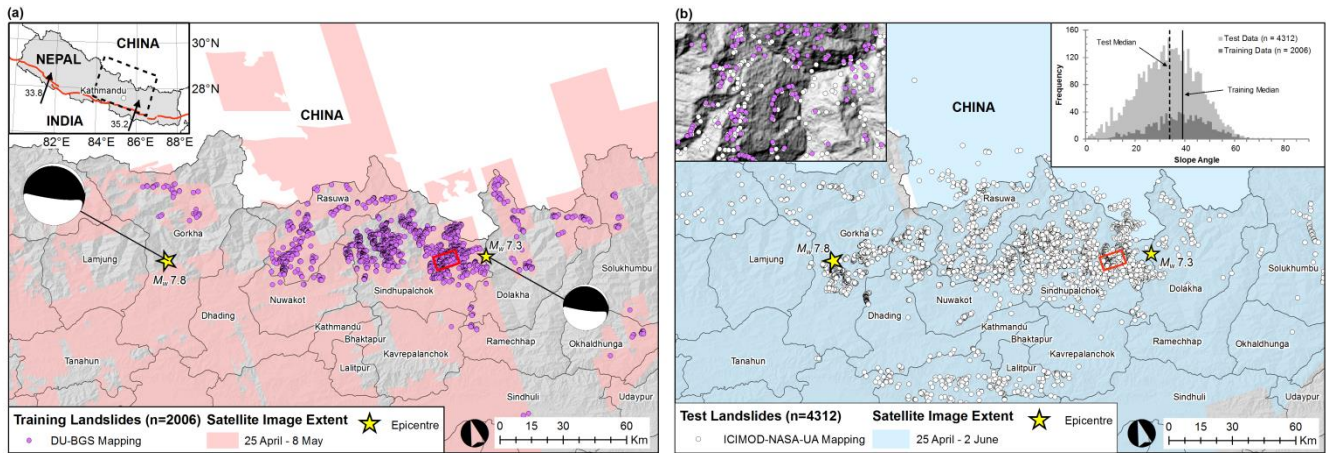 (a)
CHINA
30°N
NEPAL
Kathmandu
28°N
33.8
35.2
INDIA
82°E 84°E 86°E 88°E
Rasuwa
Gorkha
Mw 7.3
Lamjung
Mw 7.8
Solukhumbu
Nuwakot
Sindhupalchok
Dolakha
Dhading
Kathmandu
Bhaktapur
Ramechhap
Okhaldhunga
Tanahun
Kavrepalanchok
Lalitpur
Sindhuli
Udaypur
Training Landslides (n=2006) Satellite Image Extent Epicentre
DU-BGS Mapping 25 April - 8 May
0 20 40 60
Km
(b)
CHINA
160
120
80
40
0
Frequency
Test Data (n = 4312)
Training Data (n = 2006)
Test Median
Training Median
0 20 40 60 80
Slope Angle
Rasuwa
Gorkha
Mw 7.8
Mw 7.3
Lamjung
Solukhumbu
Nuwakot
Sindhupalchok
Dolakha
Dhading
Kathmandu
Bhaktapur
Ramechhap
Okhaldhunga
Tanahun
Kavrepalanchok
Lalitpur
Sindhuli
Udaypur
Test Landslides (n=4312) Satellite Image Extent Epicentre
ICIMOD-NASA-UA Mapping 25 April - 2 June
0 20 40 60
Km